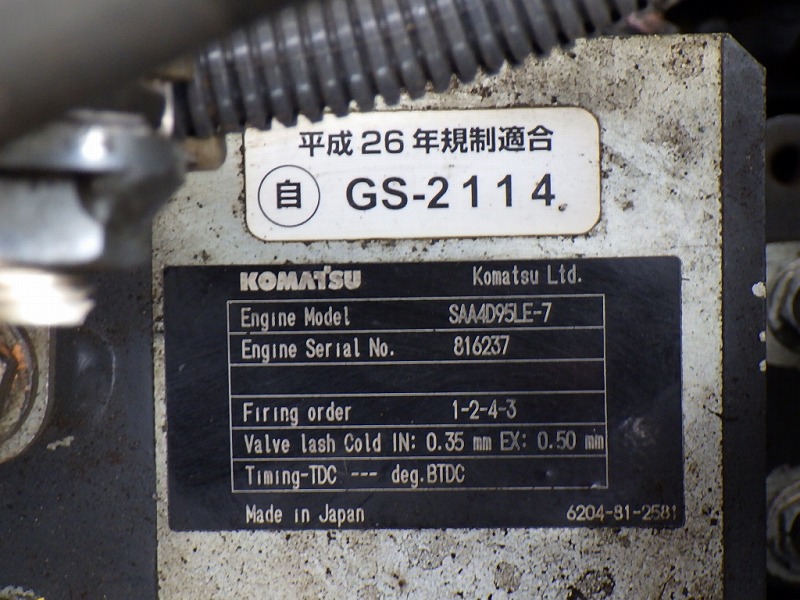 平成26年規制適合
自 GS-2114
KOMATSU Komatsu Ltd.
Engine Model SAA4D95LE-7
Engine Serial No. 816237
Firing order 1-2-4-3
Valve lash Cold IN: 0.35 mm EX: 0.50 mm
Timing-TDC --- deg.BTDC
Made in Japan 6204-81-2581